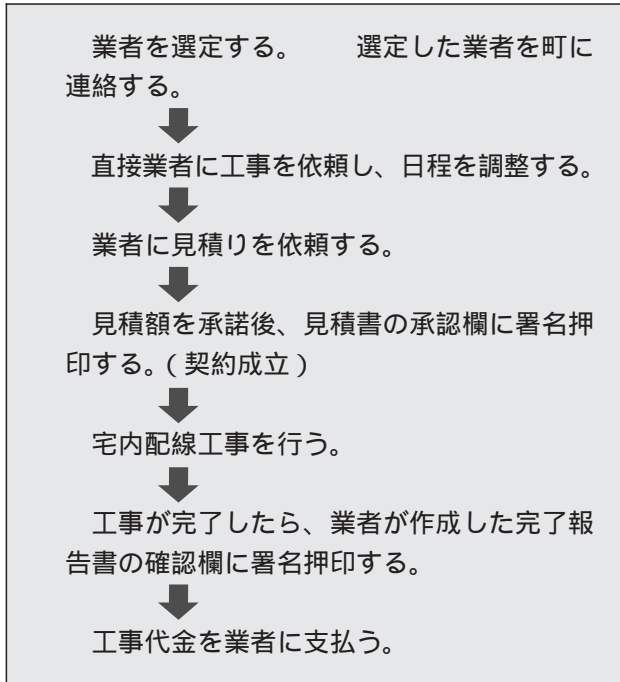 業者を選定する。　　選定した業者を町に
連絡する。
直接業者に工事を依頼し、日程を調整する。
業者に見積りを依頼する。
見積額を承諾後、見積書の承認欄に署名押
印する。（契約成立）
宅内配線工事を行う。
工事が完了したら、業者が作成した完了報
告書の確認欄に署名押印する。
工事代金を業者に支払う。